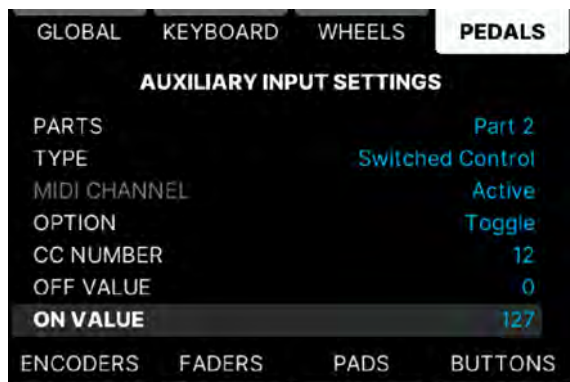 GLOBAL KEYBOARD WHEELS PEDALS
AUXILIARY INPUT SETTINGS
PARTS Part 2
TYPE Switched Control
MIDI CHANNEL Active
OPTION Toggle
CC NUMBER 12
OFF VALUE 0
ON VALUE 127
ENCODERS FADERS PADS BUTTONS